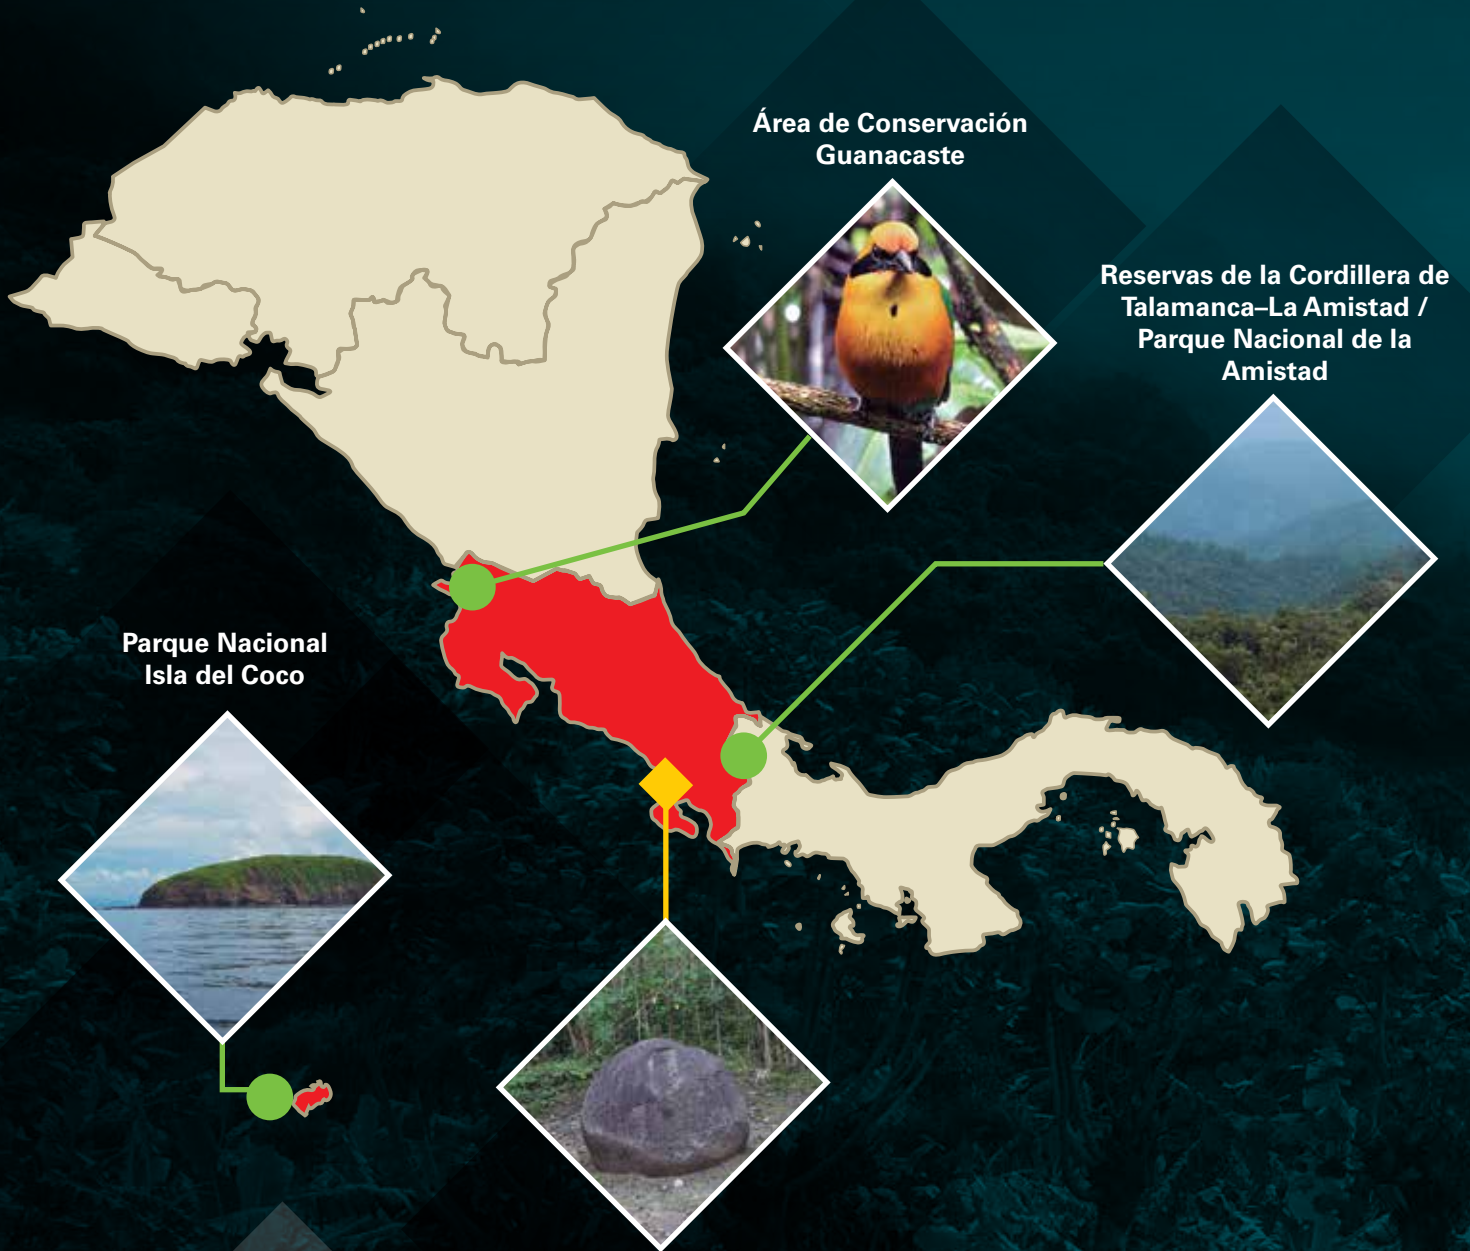 Área de Conservación
Guanacaste
Reservas de la Cordillera de
Talamanca–La Amistad /
Parque Nacional de la
Amistad
Parque Nacional
Isla del Coco